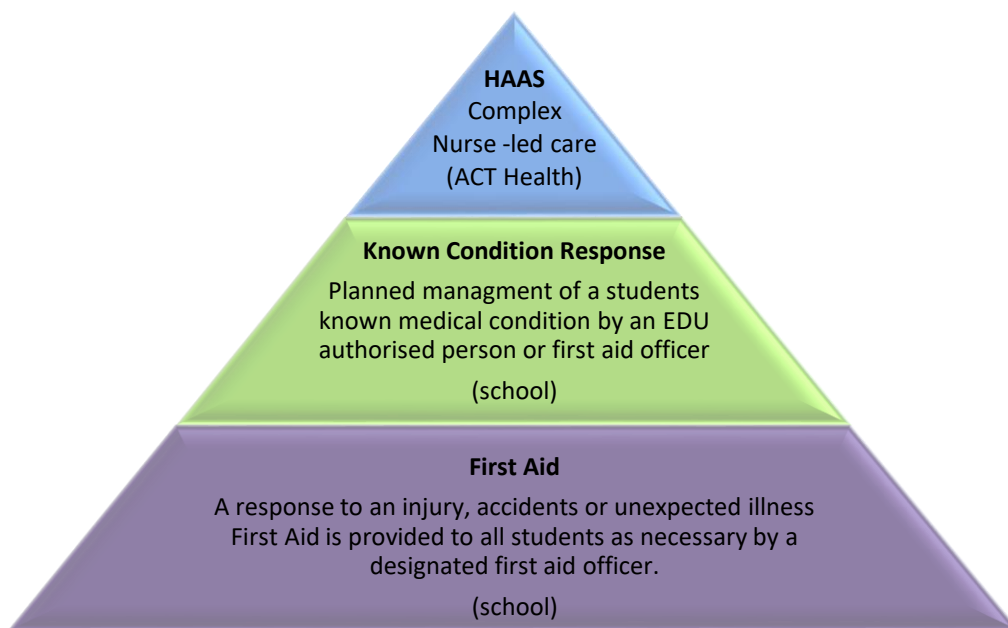 HAAS
Complex
Nurse -led care
(ACT Health)
Known Condition Response
Planned managment of a students
known medical condition by an EDU
authorised person or first aid officer
(school)
First Aid
A response to an injury, accidents or unexpected illness
First Aid is provided to all students as necessary by a
designated first aid officer.
(school)